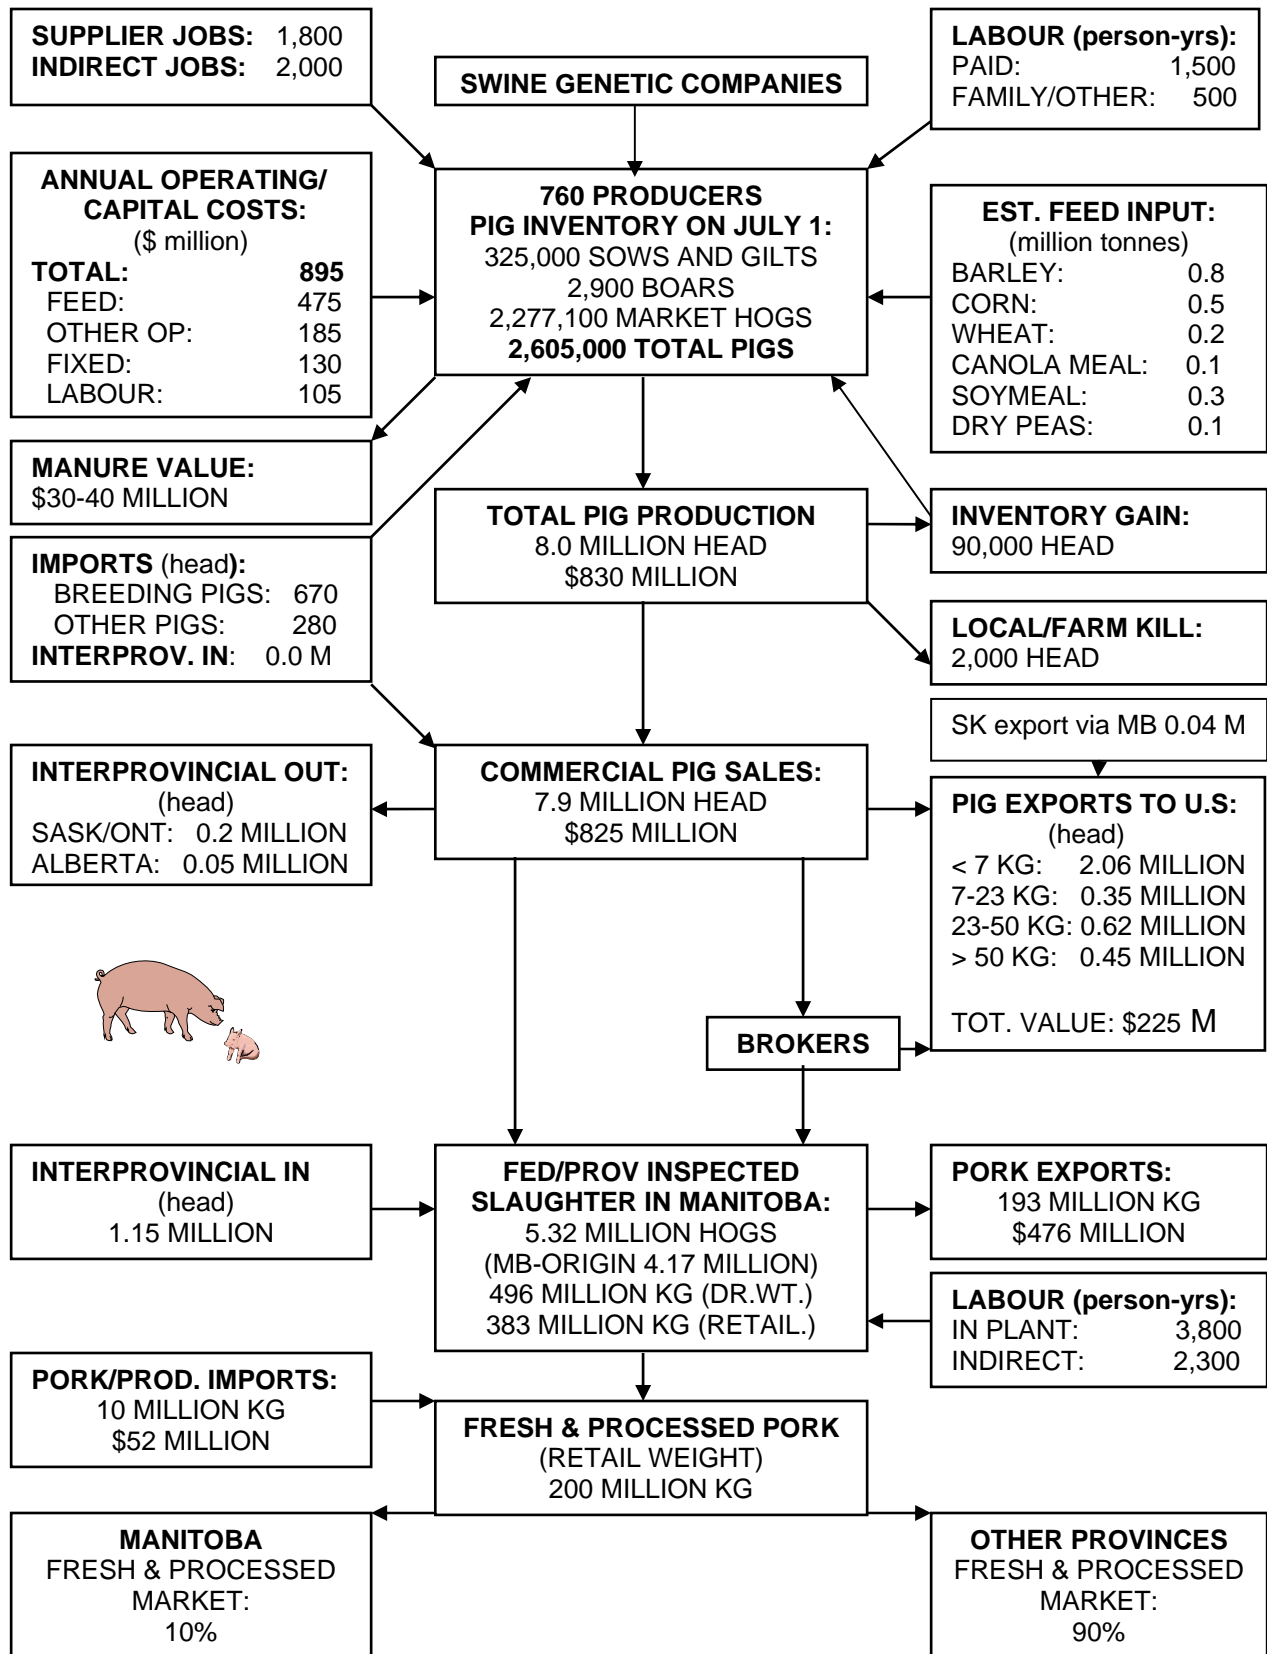 SUPPLIER JOBS: 1,800
INDIRECT JOBS: 2,000
SWINE GENETIC COMPANIES
LABOUR (person-yrs):
PAID: 1,500
FAMILY/OTHER: 500
ANNUAL OPERATING/
CAPITAL COSTS:
($ million)
TOTAL: 895
FEED: 475
OTHER OP: 185
FIXED: 130
LABOUR: 105
760 PRODUCERS
PIG INVENTORY ON JULY 1:
325,000 SOWS AND GILTS
2,900 BOARS
2,277,100 MARKET HOGS
2,605,000 TOTAL PIGS
EST. FEED INPUT:
(million tonnes)
BARLEY: 0.8
CORN: 0.5
WHEAT: 0.2
CANOLA MEAL: 0.1
SOYMEAL: 0.3
DRY PEAS: 0.1
MANURE VALUE:
$30-40 MILLION
TOTAL PIG PRODUCTION
8.0 MILLION HEAD
$830 MILLION
INVENTORY GAIN:
90,000 HEAD
IMPORTS (head):
BREEDING PIGS: 670
OTHER PIGS: 280
INTERPROV. IN: 0.0 M
LOCAL/FARM KILL:
2,000 HEAD
SK export via MB 0.04 M
INTERPROVINCIAL OUT:
(head)
SASK/ONT: 0.2 MILLION
ALBERTA: 0.05 MILLION
COMMERCIAL PIG SALES:
7.9 MILLION HEAD
$825 MILLION
PIG EXPORTS TO U.S:
(head)
< 7 KG: 2.06 MILLION
7-23 KG: 0.35 MILLION
23-50 KG: 0.62 MILLION
> 50 KG: 0.45 MILLION
TOT. VALUE: $225 M
BROKERS
INTERPROVINCIAL IN
(head)
1.15 MILLION
FED/PROV INSPECTED
SLAUGHTER IN MANITOBA:
5.32 MILLION HOGS
(MB-ORIGIN 4.17 MILLION)
496 MILLION KG (DR.WT.)
383 MILLION KG (RETAIL.)
PORK EXPORTS:
193 MILLION KG
$476 MILLION
LABOUR (person-yrs):
IN PLANT: 3,800
INDIRECT: 2,300
PORK/PROD. IMPORTS:
10 MILLION KG
$52 MILLION
FRESH & PROCESSED PORK
(RETAIL WEIGHT)
200 MILLION KG
MANITOBA
FRESH & PROCESSED
MARKET:
10%
OTHER PROVINCES
FRESH & PROCESSED
MARKET:
90%